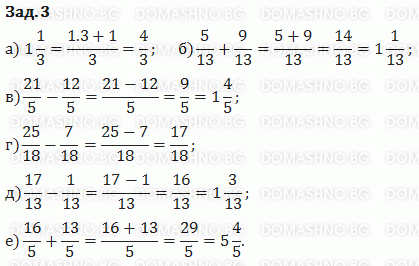 Зад. 3
а) 1 1/3 = (1.3 + 1)/3 = 4/3; б) 5/13 + 9/13 = (5 + 9)/13 = 14/13 = 1 1/13;
в) 21/5 − 12/5 = (21 − 12)/5 = 9/5 = 1 4/5;
г) 25/18 − 7/18 = (25 − 7)/18 = 17/18;
д) 17/13 − 1/13 = (17 − 1)/13 = 16/13 = 1 3/13;
е) 16/5 + 13/5 = (16 + 13)/5 = 29/5 = 5 4/5.